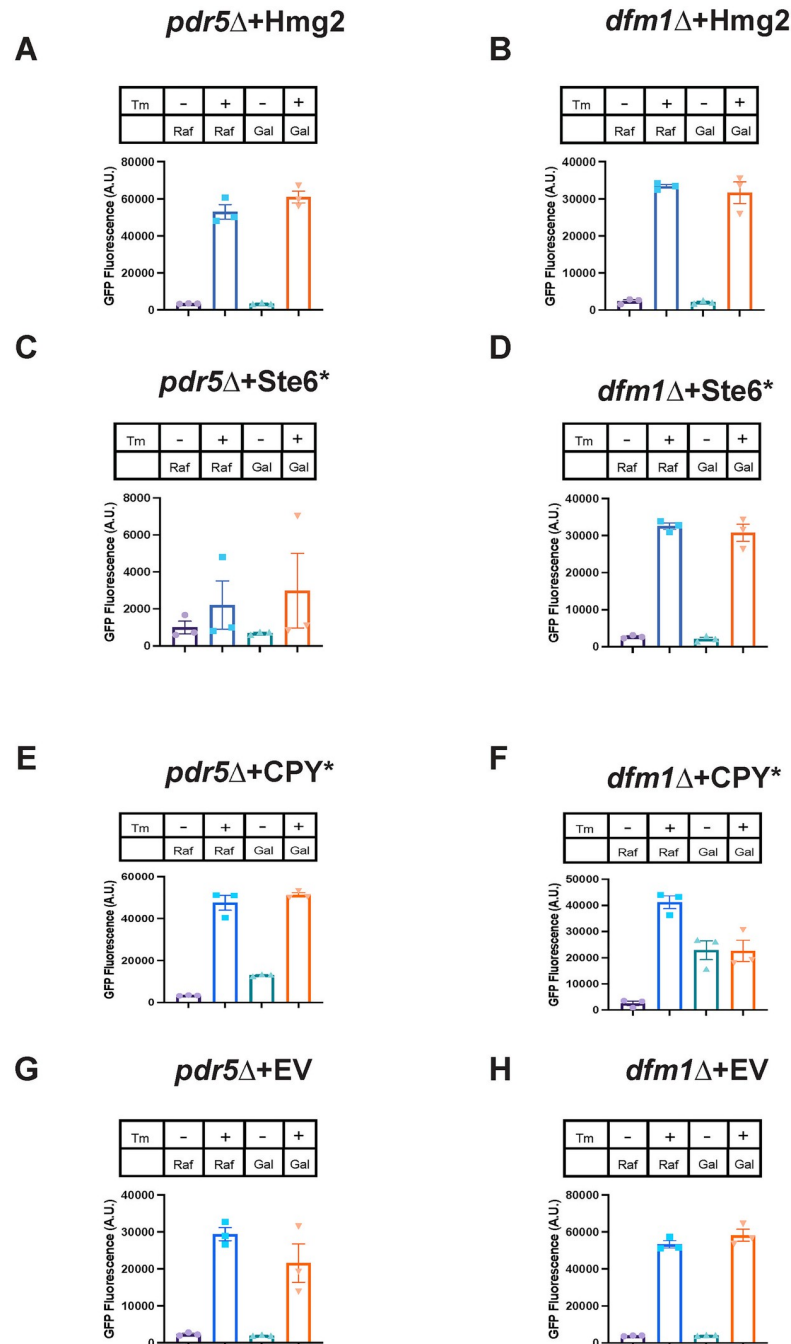 pdr5Δ+Hmg2
A
Tm - + - +
Raf Raf Gal Gal
GFP Fluorescence (A.U.)
80000
60000
40000
20000
0
dfm1Δ+Hmg2
B
Tm - + - +
Raf Raf Gal Gal
GFP Fluorescence (A.U.)
40000
30000
20000
10000
0
C
pdr5Δ+Ste6*
Tm - + - +
Raf Raf Gal Gal
GFP Fluorescence (A.U.)
8000
6000
4000
2000
0
D
dfm1Δ+Ste6*
Tm - + - +
Raf Raf Gal Gal
GFP Fluorescence (A.U.)
40000
30000
20000
10000
0
E
pdr5Δ+CPY*
Tm - + - +
Raf Raf Gal Gal
GFP Fluorescence (A.U.)
60000
40000
20000
0
F
dfm1Δ+CPY*
Tm - + - +
Raf Raf Gal Gal
GFP Fluorescence (A.U.)
50000
40000
30000
20000
10000
0
G
pdr5Δ+EV
Tm - + - +
Raf Raf Gal Gal
GFP Fluorescence (A.U.)
40000
30000
20000
10000
0
H
dfm1Δ+EV
Tm - + - +
Raf Raf Gal Gal
GFP Fluorescence (A.U.)
80000
60000
40000
20000
0